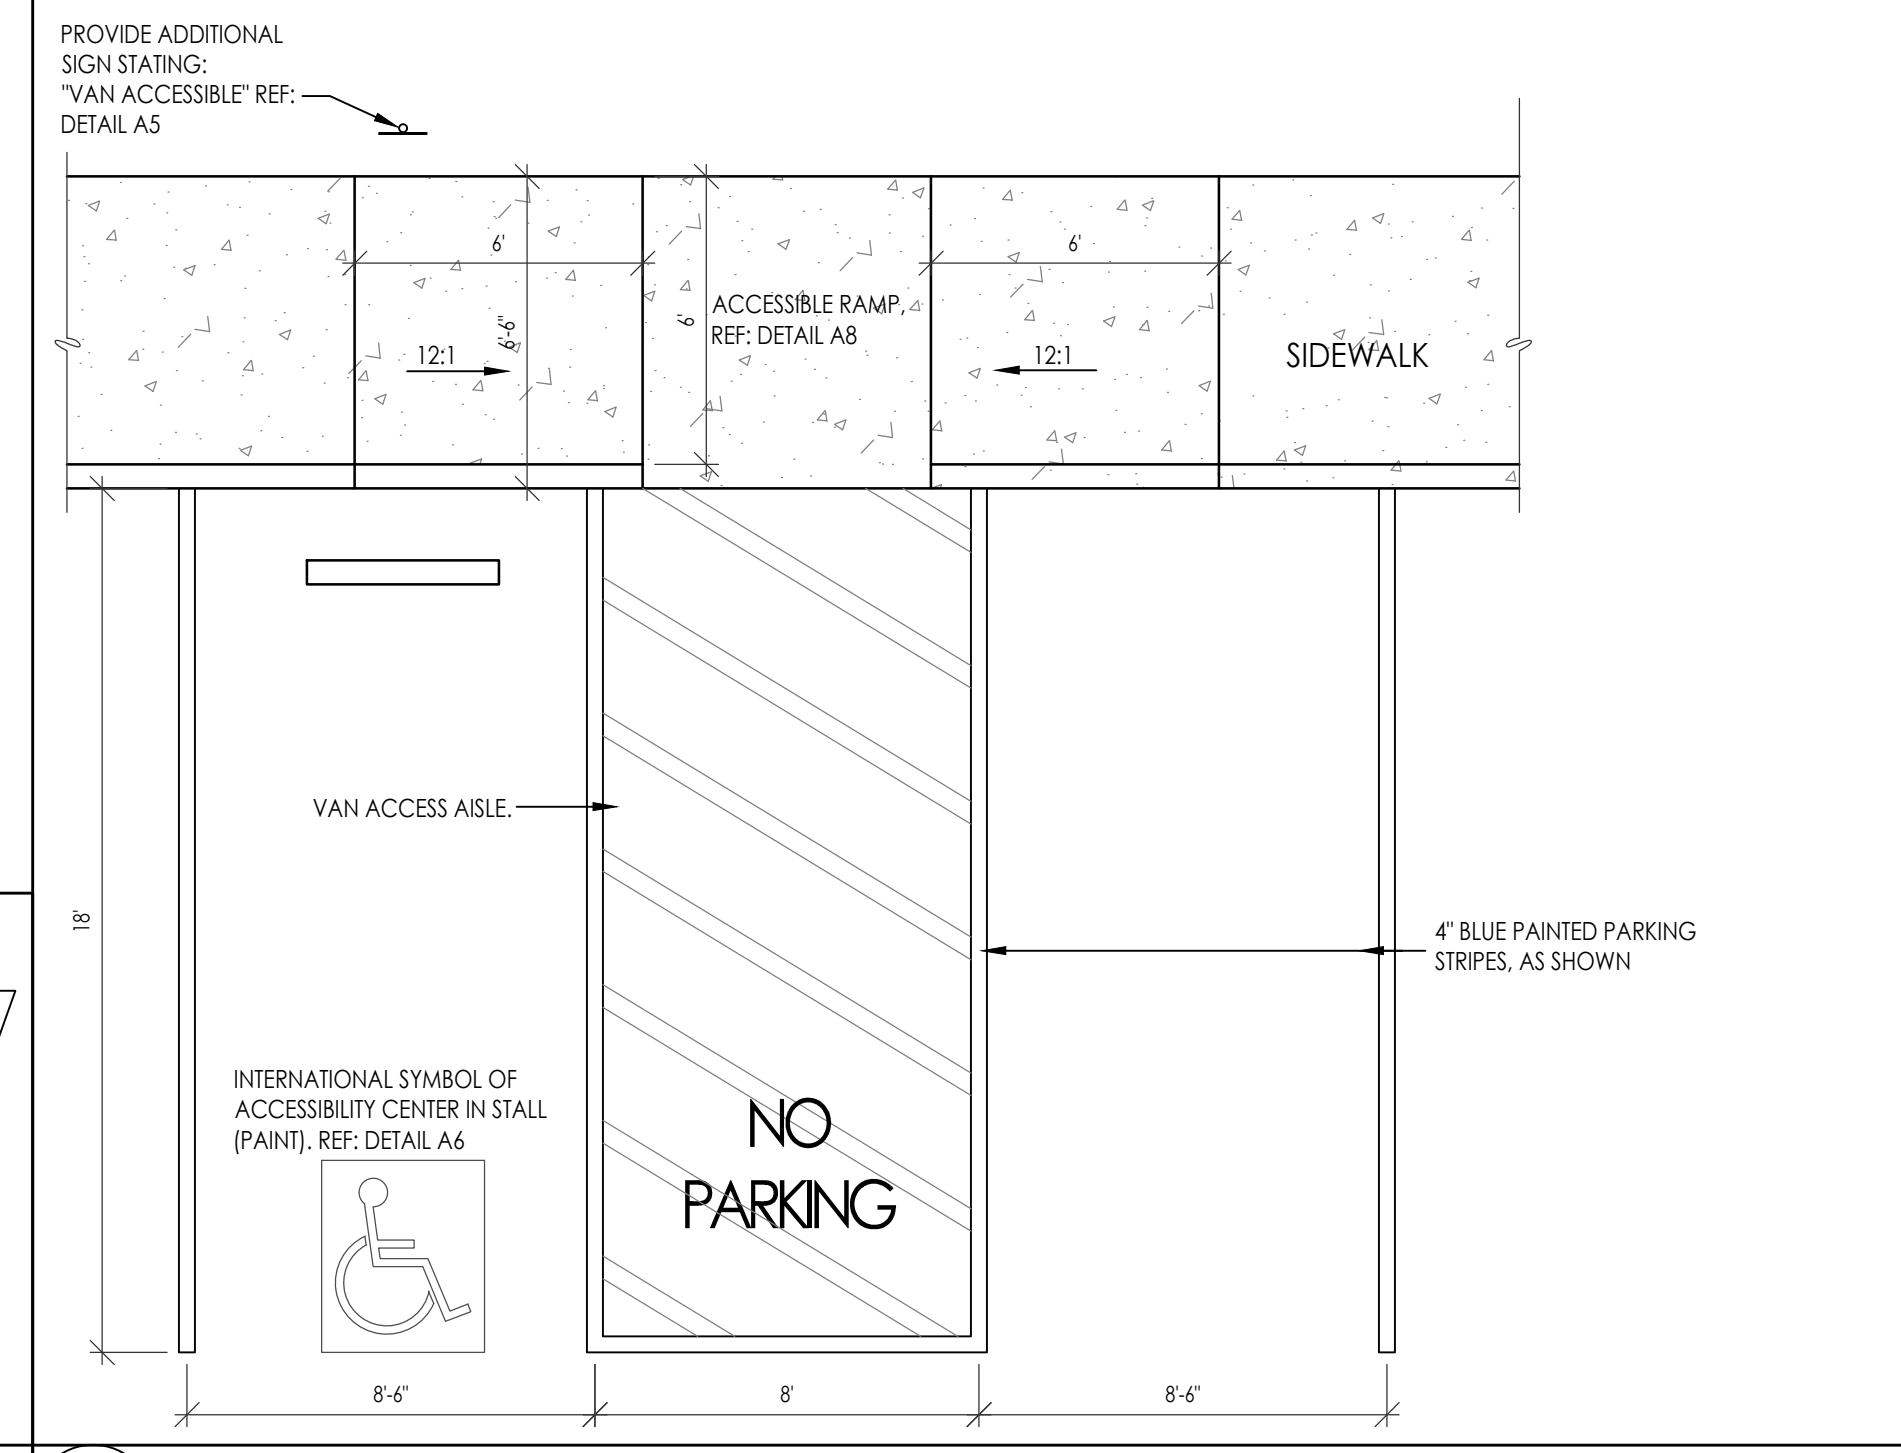 PROVIDE ADDITIONAL
SIGN STATING:
"VAN ACCESSIBLE" REF:
DETAIL A5
6'
6'
6'-6"
6'
ACCESSIBLE RAMP,
REF: DETAIL A8
12:1
12:1
SIDEWALK
VAN ACCESS AISLE.
18'
4" BLUE PAINTED PARKING
STRIPES, AS SHOWN
INTERNATIONAL SYMBOL OF
ACCESSIBILITY CENTER IN STALL
(PAINT). REF: DETAIL A6
NO
PARKING
8'-6"
8'
8'-6"